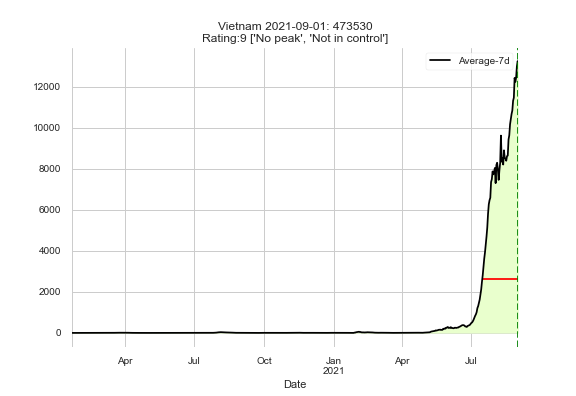 Vietnam 2021-09-01: 473530
Rating:9 ['No peak', 'Not in control']
Average-7d
12000
10000
8000
6000
4000
2000
0
Apr
Jul
Oct
Jan
2021
Apr
Jul
Date